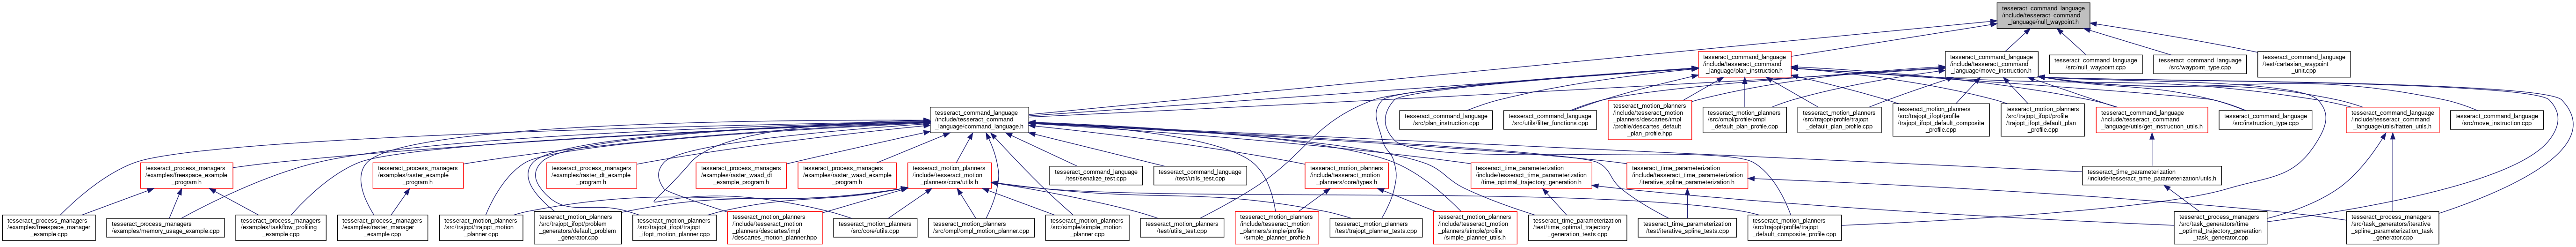 tesseract_command_language
/include/tesseract_command
_language/null_waypoint.h
tesseract_command_language
/include/tesseract_command
_language/plan_instruction.h
tesseract_command_language
/include/tesseract_command
_language/move_instruction.h
tesseract_command_language
/src/null_waypoint.cpp
tesseract_command_language
/src/waypoint_type.cpp
tesseract_command_language
/test/cartesian_waypoint
_unit.cpp
tesseract_command_language
/include/tesseract_command
_language/command_language.h
tesseract_command_language
/src/plan_instruction.cpp
tesseract_command_language
/src/utils/filter_functions.cpp
tesseract_motion_planners
/include/tesseract_motion
_planners/descartes/impl
/profile/descartes_default
_plan_profile.hpp
tesseract_motion_planners
/src/ompl/profile/ompl
_default_plan_profile.cpp
tesseract_motion_planners
/src/trajopt/profile/trajopt
_default_plan_profile.cpp
tesseract_motion_planners
/src/trajopt_ifopt/profile
/trajopt_ifopt_default_composite
_profile.cpp
tesseract_motion_planners
/src/trajopt_ifopt/profile
/trajopt_ifopt_default_plan
_profile.cpp
tesseract_command_language
/include/tesseract_command
_language/utils/get_instruction_utils.h
tesseract_command_language
/src/instruction_type.cpp
tesseract_command_language
/include/tesseract_command
_language/utils/flatten_utils.h
tesseract_command_language
/src/move_instruction.cpp
tesseract_process_managers
/examples/freespace_example
_program.h
tesseract_process_managers
/examples/raster_example
_program.h
tesseract_process_managers
/examples/raster_dt_example
_program.h
tesseract_process_managers
/examples/raster_waad_dt
_example_program.h
tesseract_process_managers
/examples/raster_waad_example
_program.h
tesseract_motion_planners
/include/tesseract_motion
_planners/core/utils.h
tesseract_command_language
/test/serialize_test.cpp
tesseract_command_language
/test/utils_test.cpp
tesseract_motion_planners
/include/tesseract_motion
_planners/core/types.h
tesseract_time_parameterization
/include/tesseract_time_parameterization
/time_optimal_trajectory_generation.h
tesseract_time_parameterization
/include/tesseract_time_parameterization
/iterative_spline_parameterization.h
tesseract_time_parameterization
/include/tesseract_time_parameterization/utils.h
tesseract_process_managers
/examples/freespace_manager
_example.cpp
tesseract_process_managers
/examples/memory_usage_example.cpp
tesseract_process_managers
/examples/taskflow_profiling
_example.cpp
tesseract_process_managers
/examples/raster_manager
_example.cpp
tesseract_motion_planners
/src/trajopt/trajopt_motion
_planner.cpp
tesseract_motion_planners
/src/trajopt_ifopt/problem
_generators/default_problem
_generator.cpp
tesseract_motion_planners
/src/trajopt_ifopt/trajopt
_ifopt_motion_planner.cpp
tesseract_motion_planners
/include/tesseract_motion
_planners/descartes/impl
/descartes_motion_planner.hpp
tesseract_motion_planners
/src/core/utils.cpp
tesseract_motion_planners
/src/ompl/ompl_motion_planner.cpp
tesseract_motion_planners
/src/simple/simple_motion
_planner.cpp
tesseract_motion_planners
/test/utils_test.cpp
tesseract_motion_planners
/include/tesseract_motion
_planners/simple/profile
/simple_planner_profile.h
tesseract_motion_planners
/test/trajopt_planner_tests.cpp
tesseract_motion_planners
/include/tesseract_motion
_planners/simple/profile
/simple_planner_utils.h
tesseract_time_parameterization
/test/time_optimal_trajectory
_generation_tests.cpp
tesseract_time_parameterization
/test/iterative_spline_tests.cpp
tesseract_motion_planners
/src/trajopt/profile/trajopt
_default_composite_profile.cpp
tesseract_process_managers
/src/task_generators/time
_optimal_trajectory_generation
_task_generator.cpp
tesseract_process_managers
/src/task_generators/iterative
_spline_parameterization_task
_generator.cpp